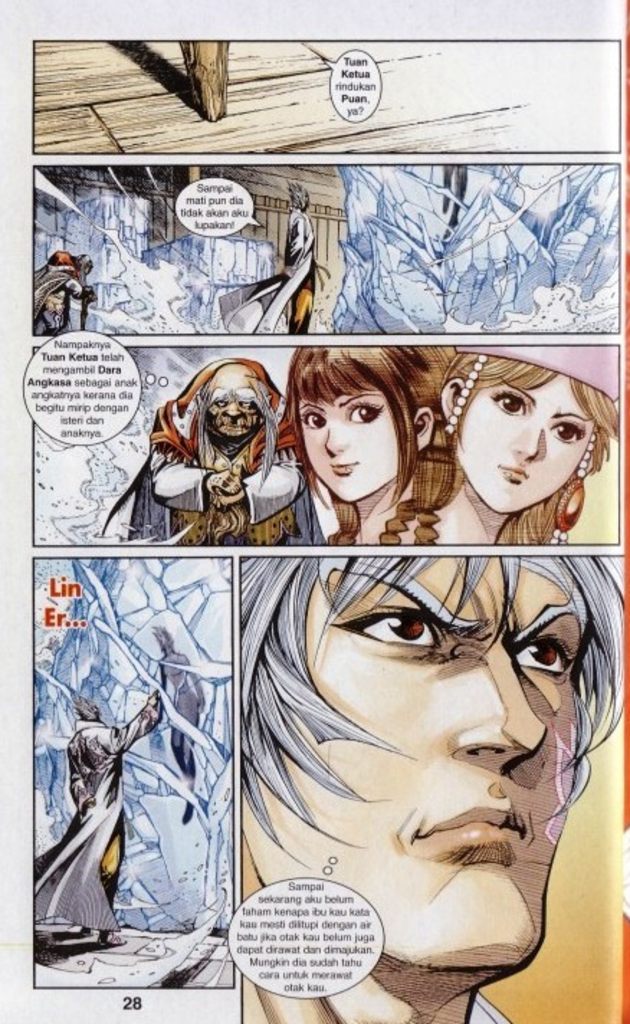 Tuan
Ketua
rindukan
Puan,
ya?
Sampai
mati pun dia
tidak akan aku
lupakan!
Nampaknya
Tuan Ketua telah
mengambil Dara
Angkasa sebagai anak
angkatnya kerana dia
begitu mirip dengan
isteri dan
anaknya.
Lin
Er...
Sampai
sekarang aku belum
faham kenapa ibu kau kata
kau mesti dilitupi dengan air
batu jika otak kau belum juga
dapat dirawat dan dimajukan.
Mungkin dia sudah tahu
cara untuk merawat
otak kau.
28